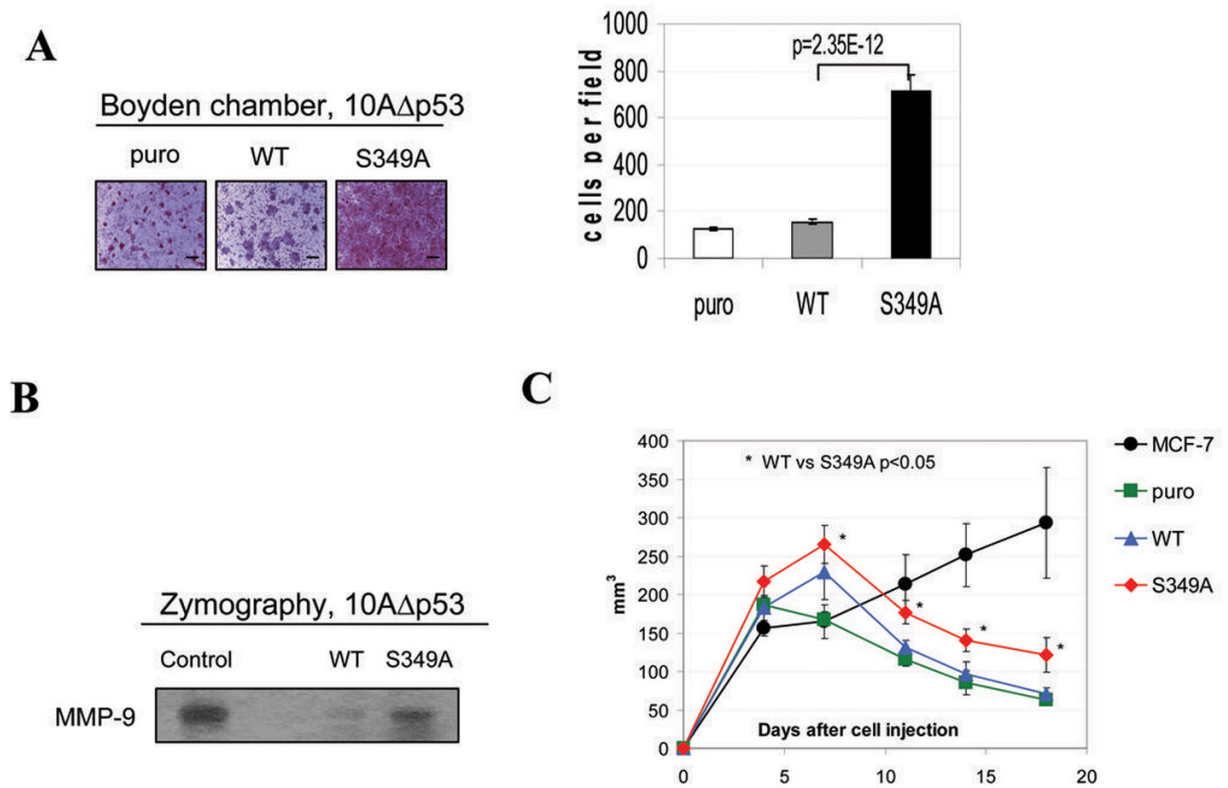 A
Boyden chamber, 10AΔp53
puro WT S349A
cells per field
1000
800
600
400
200
0
p=2.35E-12
puro WT S349A
B
Zymography, 10AΔp53
Control WT S349A
MMP-9
C
* WT vs S349A p<0.05
mm³
400
350
300
250
200
150
100
50
0
*
*
*
*
Days after cell injection
0 5 10 15 20
MCF-7
puro
WT
S349A